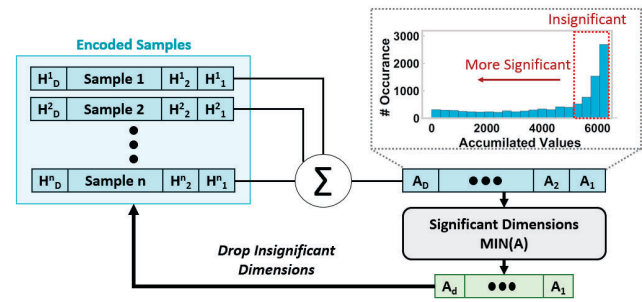 Encoded Samples
H¹D Sample 1 H¹2 H¹1
H²D Sample 2 H²2 H²1
HⁿD Sample n Hⁿ2 Hⁿ1
Σ
Insignificant
More Significant
# Occurance
3000
2000
1000
0
0 2000 4000 6000
Accumilated Values
AD A2 A1
Significant Dimensions
MIN(A)
Drop Insignificant
Dimensions
Ad A1